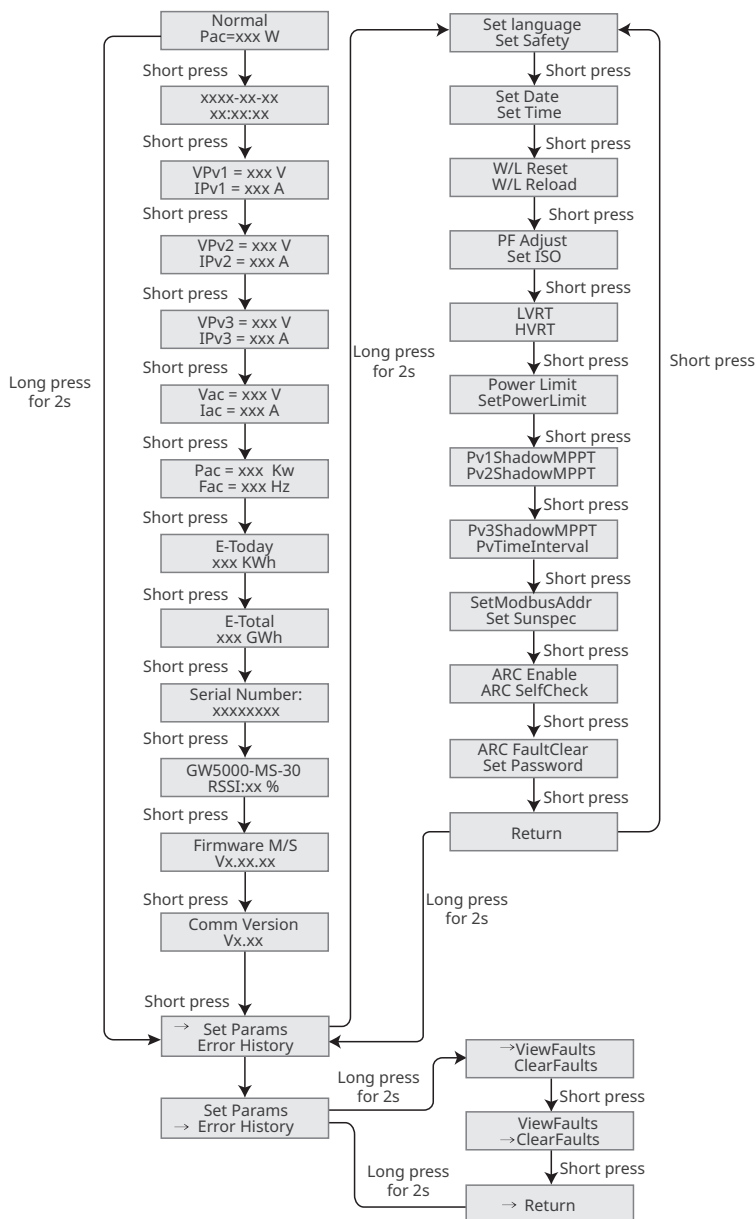 Normal
Pac=xxx W
Short press
xxxx-xx-xx
xx:xx:xx
Short press
VPv1 = xxx V
IPv1 = xxx A
Short press
VPv2 = xxx V
IPv2 = xxx A
Short press
VPv3 = xxx V
IPv3 = xxx A
Short press
Vac = xxx V
Iac = xxx A
Short press
Pac = xxx Kw
Fac = xxx Hz
Short press
E-Today
xxx KWh
Short press
E-Total
xxx GWh
Short press
Serial Number:
xxxxxxxx
Short press
GW5000-MS-30
RSSI:xx %
Short press
Firmware M/S
Vx.xx.xx
Short press
Comm Version
Vx.xx
Short press
→ Set Params
Error History
Set Params
→ Error History
Long press
for 2s
Long press
for 2s
Set language
Set Safety
Short press
Set Date
Set Time
Short press
W/L Reset
W/L Reload
Short press
PF Adjust
Set ISO
Short press
LVRT
HVRT
Short press
Power Limit
SetPowerLimit
Short press
Pv1ShadowMPPT
Pv2ShadowMPPT
Short press
Pv3ShadowMPPT
PvTimeInterval
Short press
SetModbusAddr
Set Sunspec
Short press
ARC Enable
ARC SelfCheck
Short press
ARC FaultClear
Set Password
Short press
Return
Short press
Long press
for 2s
Long press
for 2s
→ViewFaults
ClearFaults
Short press
ViewFaults
→ClearFaults
Short press
→ Return
Long press
for 2s